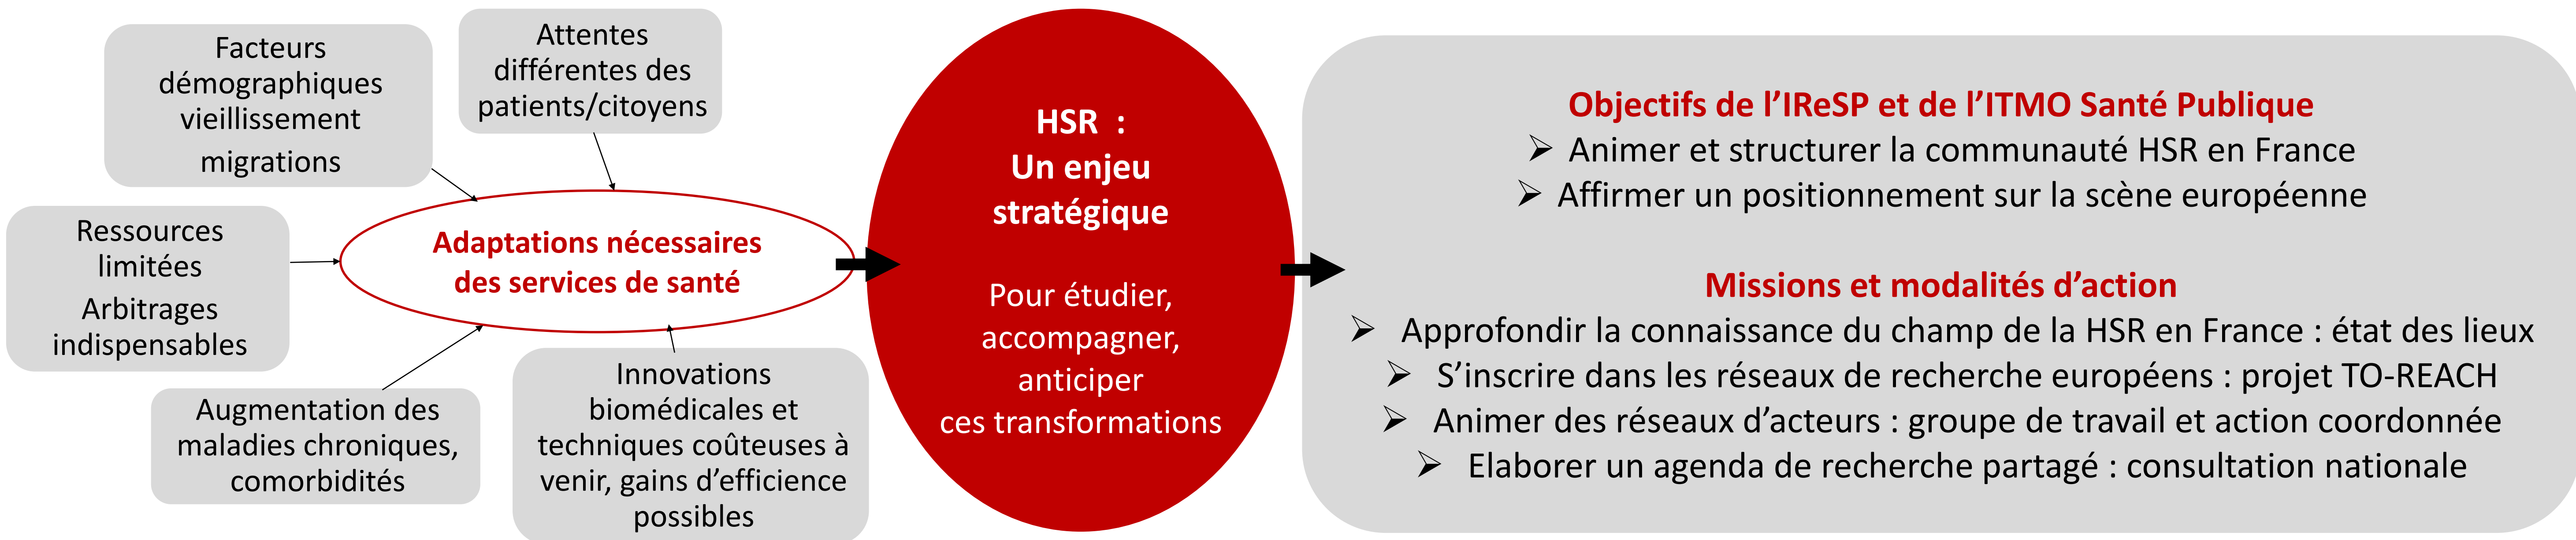 Facteurs
démographiques
vieillissement
migrations
Attentes
différentes des
patients/citoyens
Ressources
limitées
Arbitrages
indispensables
Adaptations nécessaires
des services de santé
Augmentation des
maladies chroniques,
comorbidités
Innovations
biomédicales et
techniques coûteuses à
venir, gains d’efficience
possibles
HSR :
Un enjeu
stratégique
Pour étudier,
accompagner,
anticiper
ces transformations
Objectifs de l’IReSP et de l’ITMO Santé Publique
➢ Animer et structurer la communauté HSR en France
➢ Affirmer un positionnement sur la scène européenne
Missions et modalités d’action
➢ Approfondir la connaissance du champ de la HSR en France : état des lieux
➢ S’inscrire dans les réseaux de recherche européens : projet TO-REACH
➢ Animer des réseaux d’acteurs : groupe de travail et action coordonnée
➢ Elaborer un agenda de recherche partagé : consultation nationale